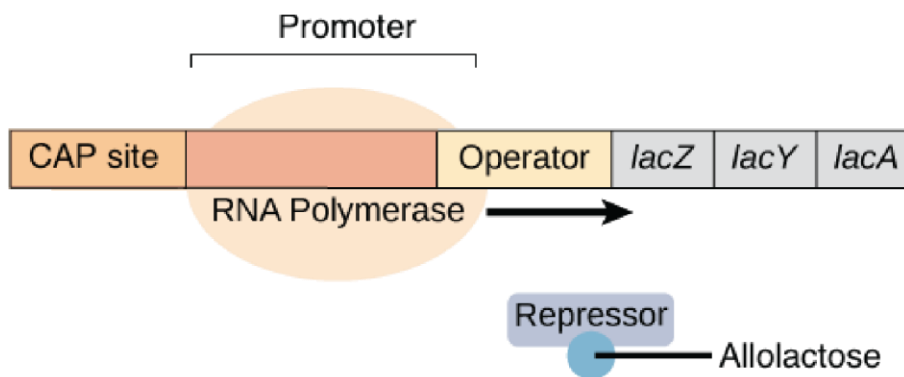 Promoter
CAP site Operator lacZ lacY lacA
RNA Polymerase
Repressor
Allolactose